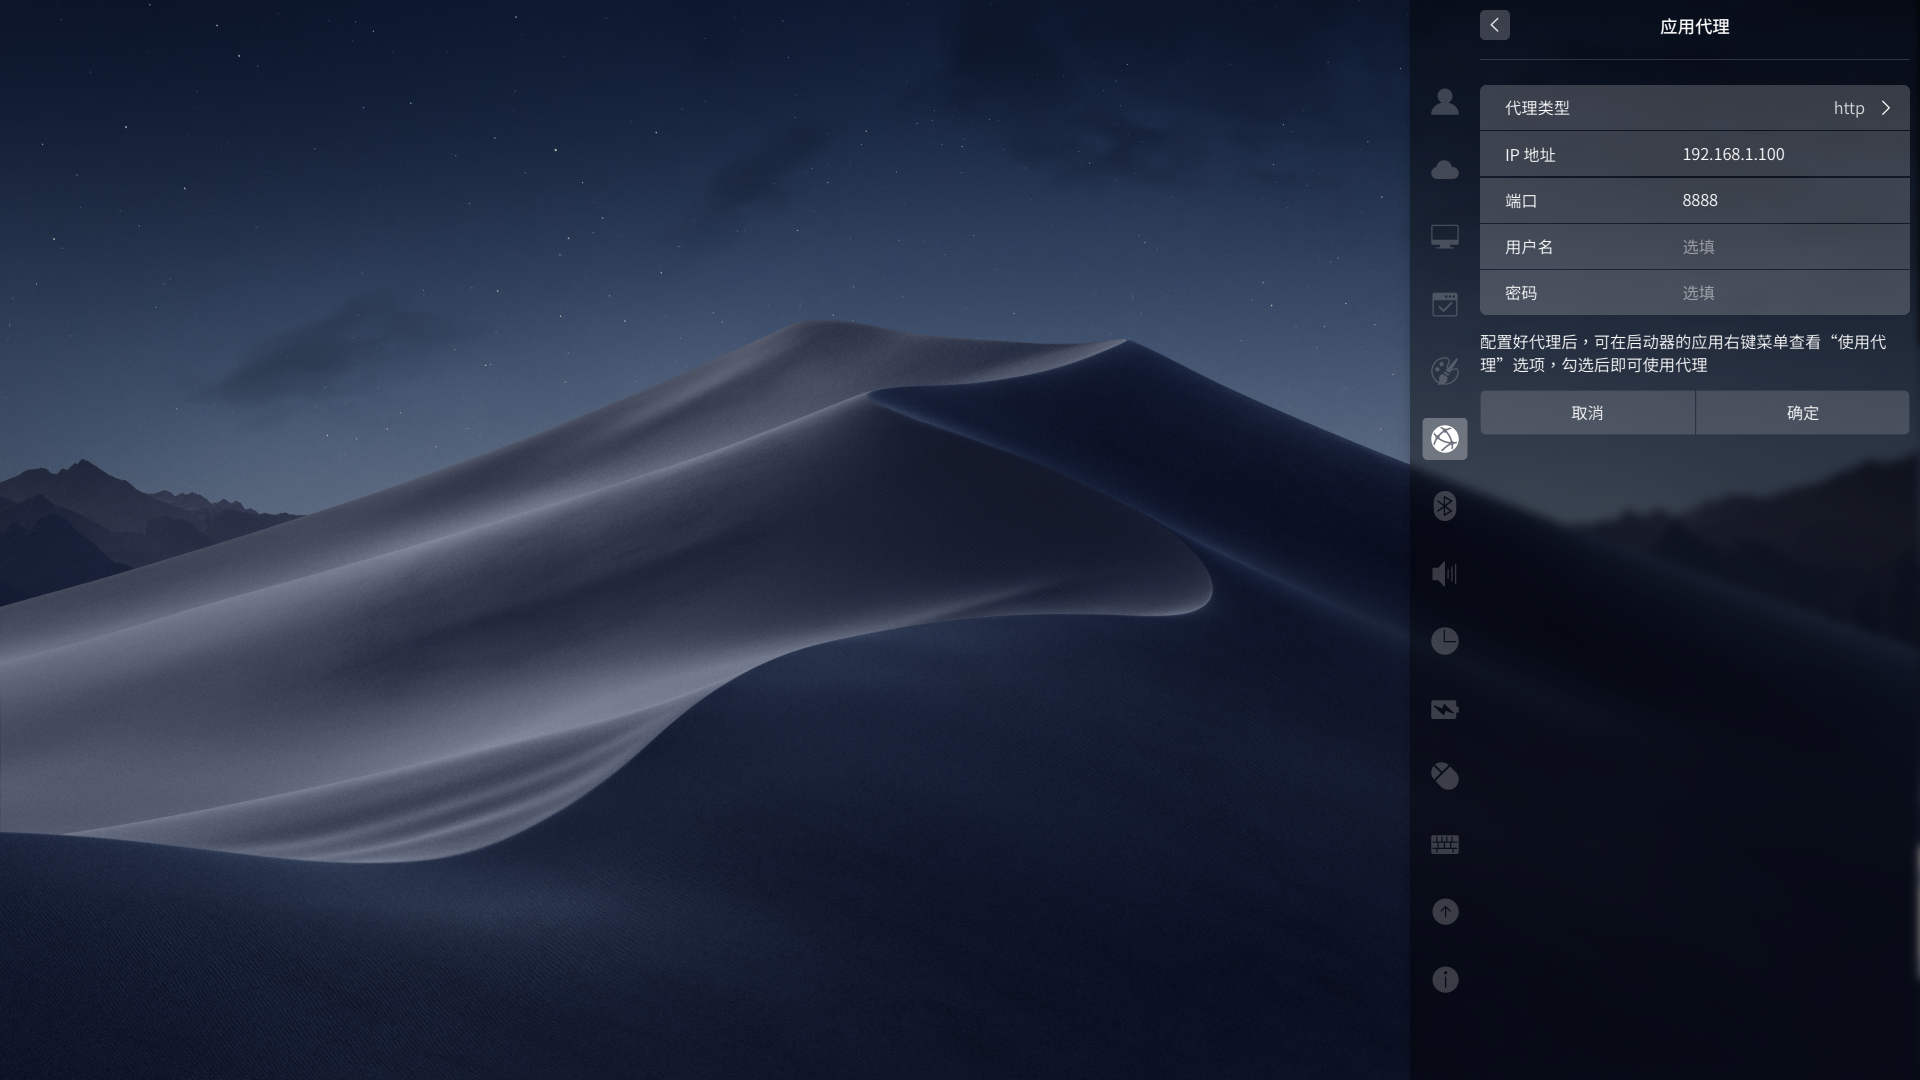 应用代理
代理类型 http
IP 地址 192.168.1.100
端口 8888
用户名 选填
密码 选填
配置好代理后，可在启动器的应用右键菜单查看“使用代
理”选项，勾选后即可使用代理
取消 确定